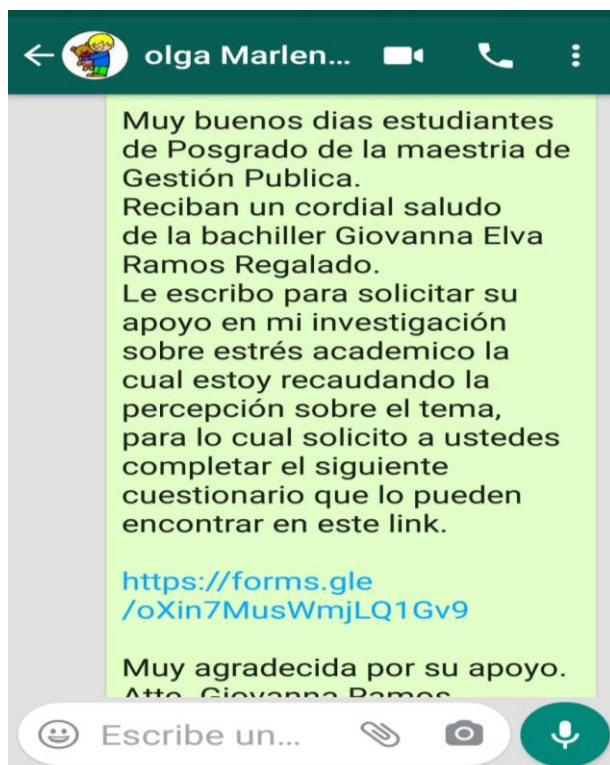 olga Marlen...
Muy buenos dias estudiantes
de Posgrado de la maestria de
Gestión Publica.
Reciban un cordial saludo
de la bachiller Giovanna Elva
Ramos Regalado.
Le escribo para solicitar su
apoyo en mi investigación
sobre estrés academico la
cual estoy recaudando la
percepción sobre el tema,
para lo cual solicito a ustedes
completar el siguiente
cuestionario que lo pueden
encontrar en este link.
https://forms.gle
/oXin7MusWmjLQ1Gv9
Muy agradecida por su apoyo.
Atto. Giovanna Ramos
Escribe un...